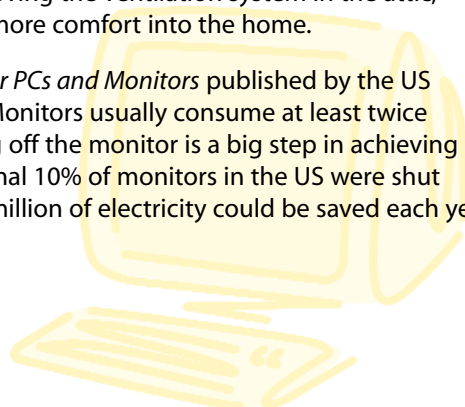 ving the ventilation system in the attic,
more comfort into the home.
r PCs and Monitors published by the US
Monitors usually consume at least twice
g off the monitor is a big step in achieving
nal 10% of monitors in the US were shut
million of electricity could be saved each ye